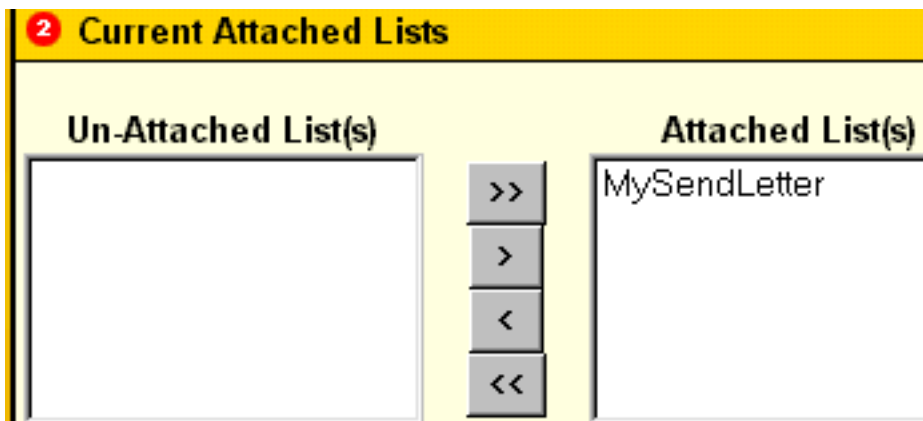 2 Current Attached Lists
Un-Attached List(s) Attached List(s)
MySendLetter
>>
>
<
<<